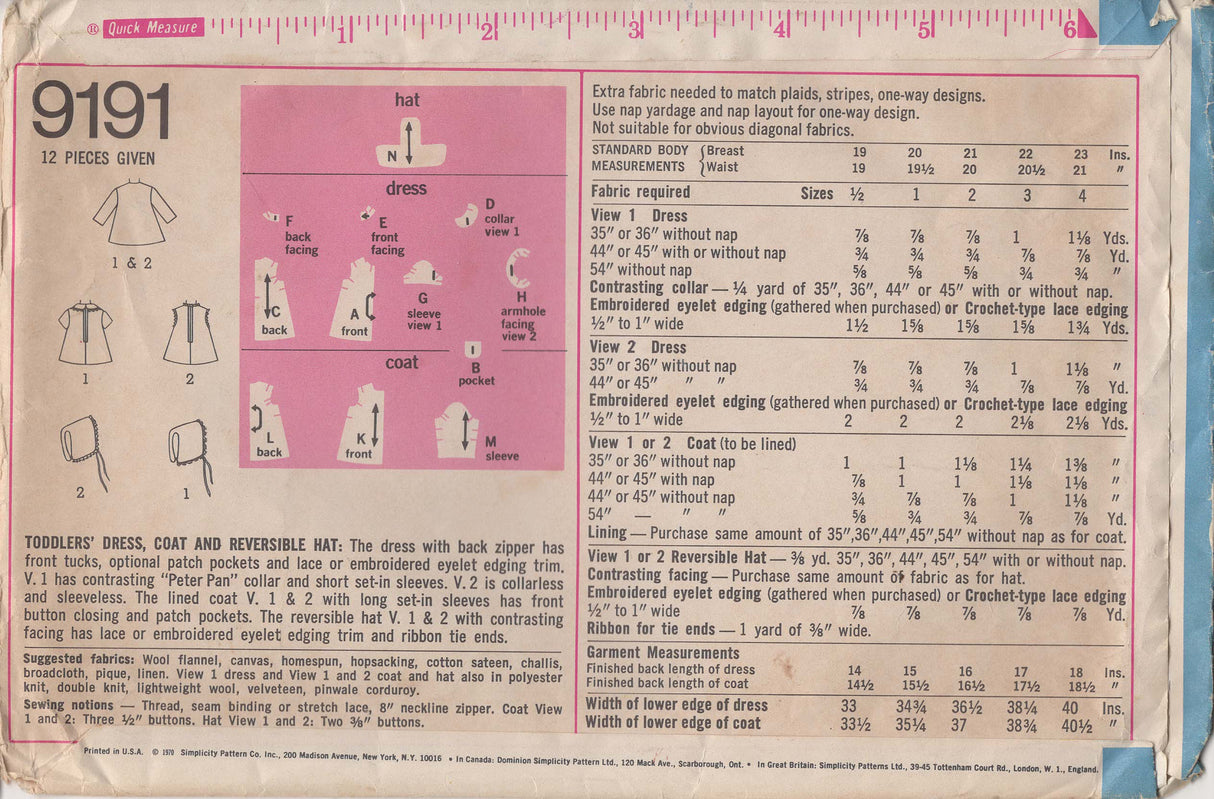 ® Quick Measure 1 2 3 4 5 6
9191
12 PIECES GIVEN
1 & 2
1
2
2
1
hat
N
dress
F
back
facing
E
front
facing
D
collar
view 1
C
back
A
front
G
sleeve
view 1
H
armhole
facing
view 2
B
pocket
coat
L
back
K
front
M
sleeve
TODDLERS' DRESS, COAT AND REVERSIBLE HAT: The dress with back zipper has
front tucks, optional patch pockets and lace or embroidered eyelet edging trim.
V. 1 has contrasting "Peter Pan" collar and short set-in sleeves. V. 2 is collarless
and sleeveless. The lined coat V. 1 & 2 with long set-in sleeves has front
button closing and patch pockets. The reversible hat V. 1 & 2 with contrasting
facing has lace or embroidered eyelet edging trim and ribbon tie ends.
Suggested fabrics: Wool flannel, canvas, homespun, hopsacking, cotton sateen, challis,
broadcloth, pique, linen. View 1 dress and View 1 and 2 coat and hat also in polyester
knit, double knit, lightweight wool, velveteen, pinwale corduroy.
Sewing notions — Thread, seam binding or stretch lace, 8" neckline zipper. Coat View
1 and 2: Three ½" buttons. Hat View 1 and 2: Two ⅜" buttons.
Extra fabric needed to match plaids, stripes, one-way designs.
Use nap yardage and nap layout for one-way design.
Not suitable for obvious diagonal fabrics.
STANDARD BODY { Breast 19 20 21 22 23 Ins.
MEASUREMENTS { Waist 19 19½ 20 20½ 21 "
Fabric required Sizes ½ 1 2 3 4
View 1 Dress
35" or 36" without nap ⅞ ⅞ ⅞ 1 1⅛ Yds.
44" or 45" with or without nap ¾ ¾ ¾ ⅞ ⅞ Yd.
54" without nap ⅝ ⅝ ⅝ ¾ ¾ "
Contrasting collar — ¼ yard of 35", 36", 44" or 45" with or without nap.
Embroidered eyelet edging (gathered when purchased) or Crochet-type lace edging
½" to 1" wide 1½ 1⅝ 1⅝ 1⅝ 1¾ Yds.
View 2 Dress
35" or 36" without nap ⅞ ⅞ ⅞ 1 1⅛ "
44" or 45" " " ¾ ¾ ¾ ⅞ ⅞ Yd.
Embroidered eyelet edging (gathered when purchased) or Crochet-type lace edging
½" to 1" wide 2 2 2 2⅛ 2⅛ Yds.
View 1 or 2 Coat (to be lined)
35" or 36" without nap 1 1 1⅛ 1¼ 1⅜ "
44" or 45" with nap ⅞ 1 1 1⅛ 1⅛ "
44" or 45" without nap ¾ ⅞ ⅞ 1 1⅛ "
54" — " " ⅝ ¾ ¾ ⅞ ⅞ Yd.
Lining — Purchase same amount of 35",36",44",45",54" without nap as for coat.
View 1 or 2 Reversible Hat — ⅜ yd. 35", 36", 44", 45", 54" with or without nap.
Contrasting facing — Purchase same amount of fabric as for hat.
Embroidered eyelet edging (gathered when purchased) or Crochet-type lace edging
½" to 1" wide ⅞ ⅞ ⅞ ⅞ ⅞ Yd.
Ribbon for tie ends — 1 yard of ⅜" wide.
Garment Measurements
Finished back length of dress 14 15 16 17 18 Ins.
Finished back length of coat 14½ 15½ 16½ 17½ 18½ "
Width of lower edge of dress 33 34¾ 36½ 38¼ 40 Ins.
Width of lower edge of coat 33½ 35¼ 37 38¾ 40½ "
Printed in U.S.A. © 1970 Simplicity Pattern Co. Inc., 200 Madison Avenue, New York, N.Y. 10016 • In Canada: Dominion Simplicity Pattern Ltd., 120 Mack Ave., Scarborough, Ont. • In Great Britain: Simplicity Patterns Ltd., 39-45 Tottenham Court Rd., London, W. 1., England.